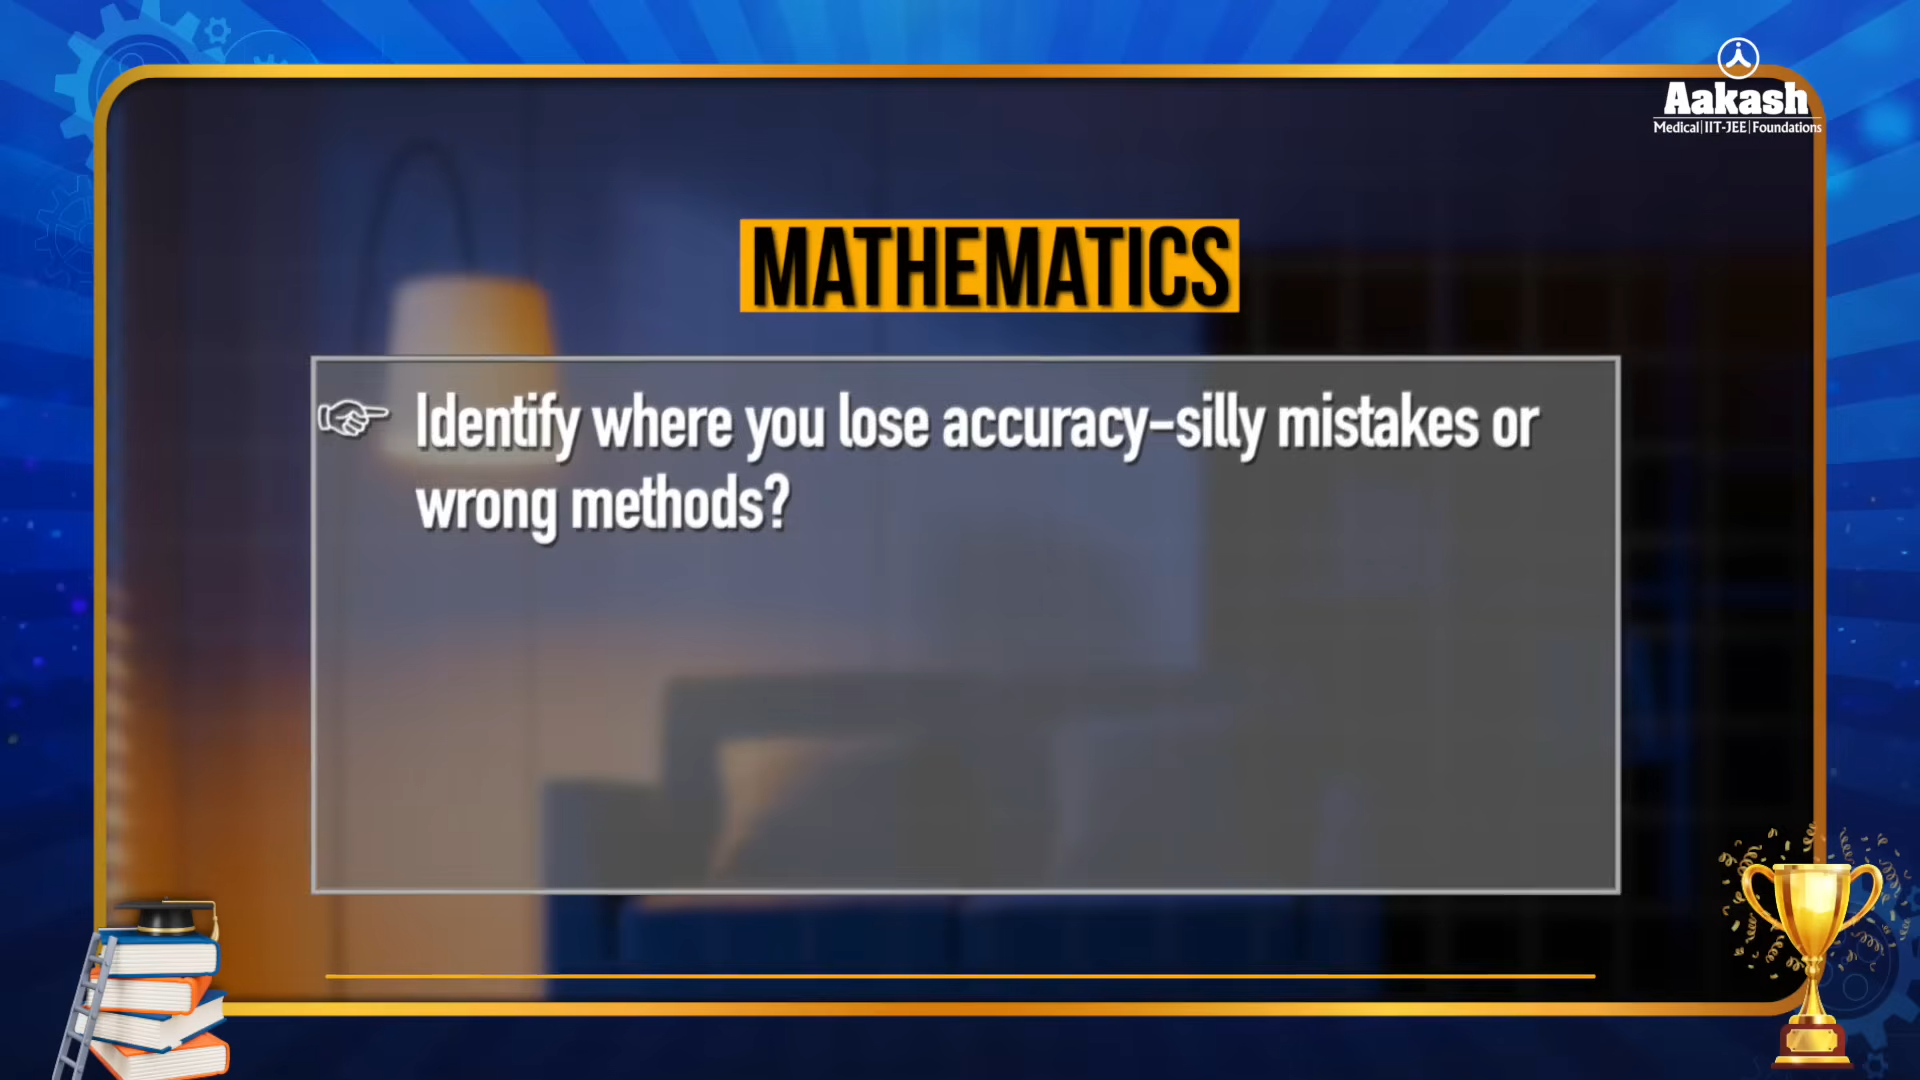 Aakash
Medical|IIT-JEE|Foundations
MATHEMATICS
Identify where you lose accuracy–silly mistakes or
wrong methods?